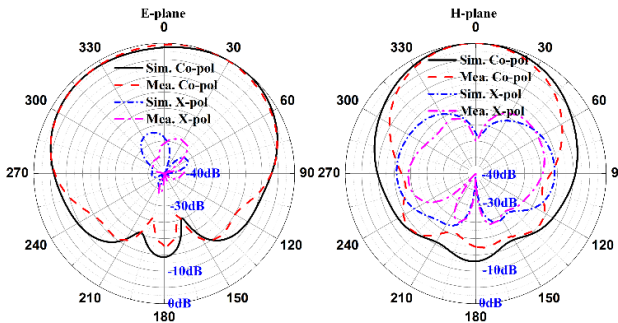 E-plane
0
330
30
Sim. Co-pol
Mea. Co-pol
Sim. X-pol
Mea. X-pol
300
60
270
-40dB
90
-30dB
240
120
-10dB
210
150
0dB
180
H-plane
0
330
30
Sim. Co-pol
Mea. Co-pol
Sim. X-pol
Mea. X-pol
300
60
270
-40dB
9
-30dB
240
120
-10dB
210
150
0dB
180